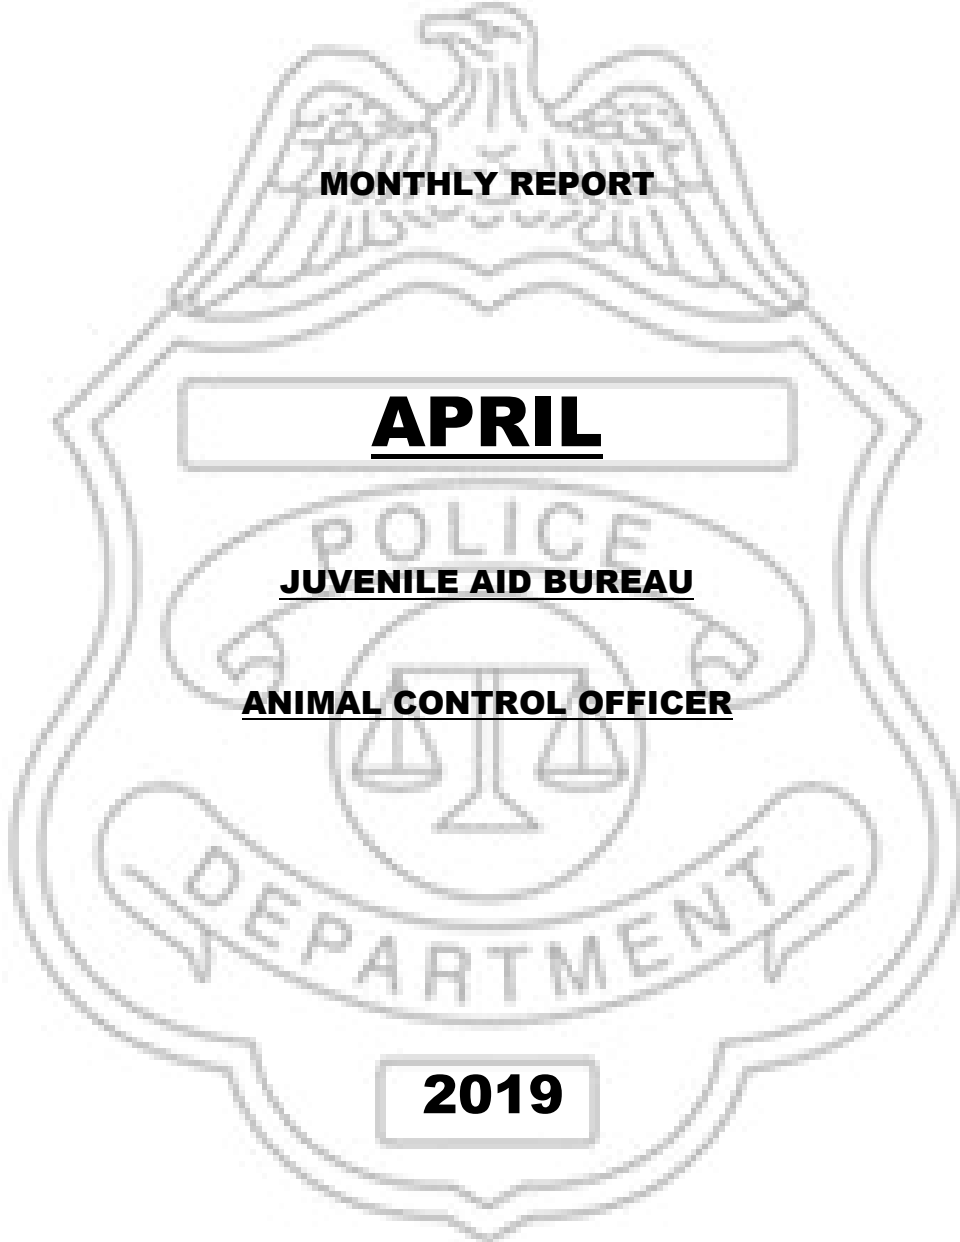 MONTHLY REPORT
APRIL
POLICE
JUVENILE AID BUREAU
ANIMAL CONTROL OFFICER
DEPARTMENT
2019